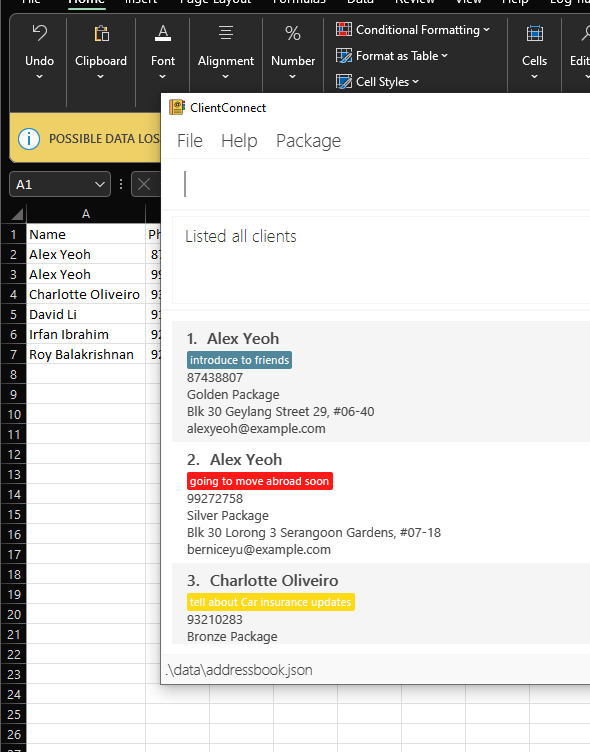 File Home Insert Page Layout Formulas Data Review View Help
Undo Clipboard Font Alignment Number Cells
Conditional Formatting
Format as Table
Cell Styles
POSSIBLE DATA LOS
A1
A
1 Name Ph
2 Alex Yeoh 87
3 Alex Yeoh 99
4 Charlotte Oliveiro 93
5 David Li 91
6 Irfan Ibrahim 92
7 Roy Balakrishnan 92
8
9
10
11
12
13
14
15
16
17
18
19
20
21
22
23
24
25
26
27
ClientConnect
File Help Package
Listed all clients
1. Alex Yeoh
introduce to friends
87438807
Golden Package
Blk 30 Geylang Street 29, #06-40
alexyeoh@example.com
2. Alex Yeoh
going to move abroad soon
99272758
Silver Package
Blk 30 Lorong 3 Serangoon Gardens, #07-18
berniceyu@example.com
3. Charlotte Oliveiro
tell about Car insurance updates
93210283
Bronze Package
.\data\addressbook.json